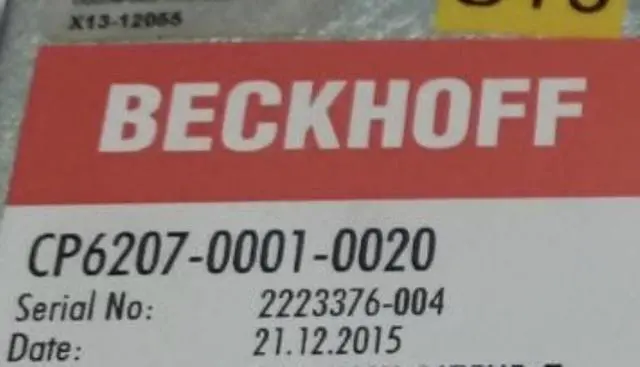 X13-12055
BECKHOFF
CP6207-0001-0020
Serial No: 2223376-004
Date: 21.12.2015